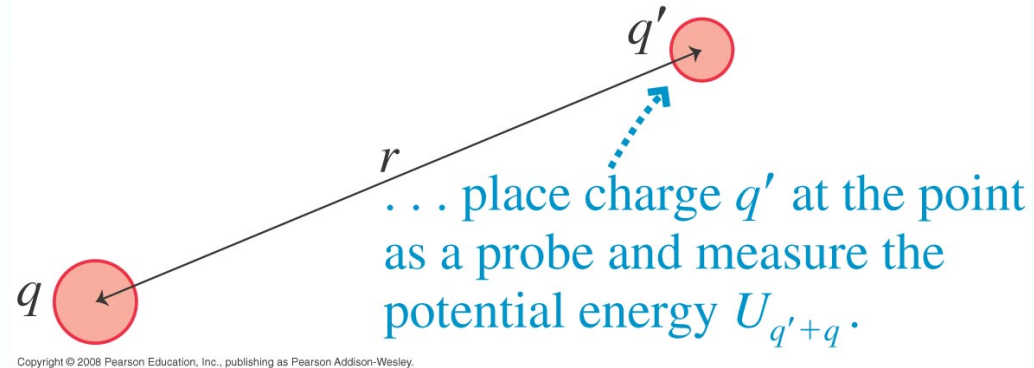 q′
r
. . . place charge q′ at the point
as a probe and measure the
potential energy U_{q′+q}.
q
Copyright © 2008 Pearson Education, Inc., publishing as Pearson Addison-Wesley.